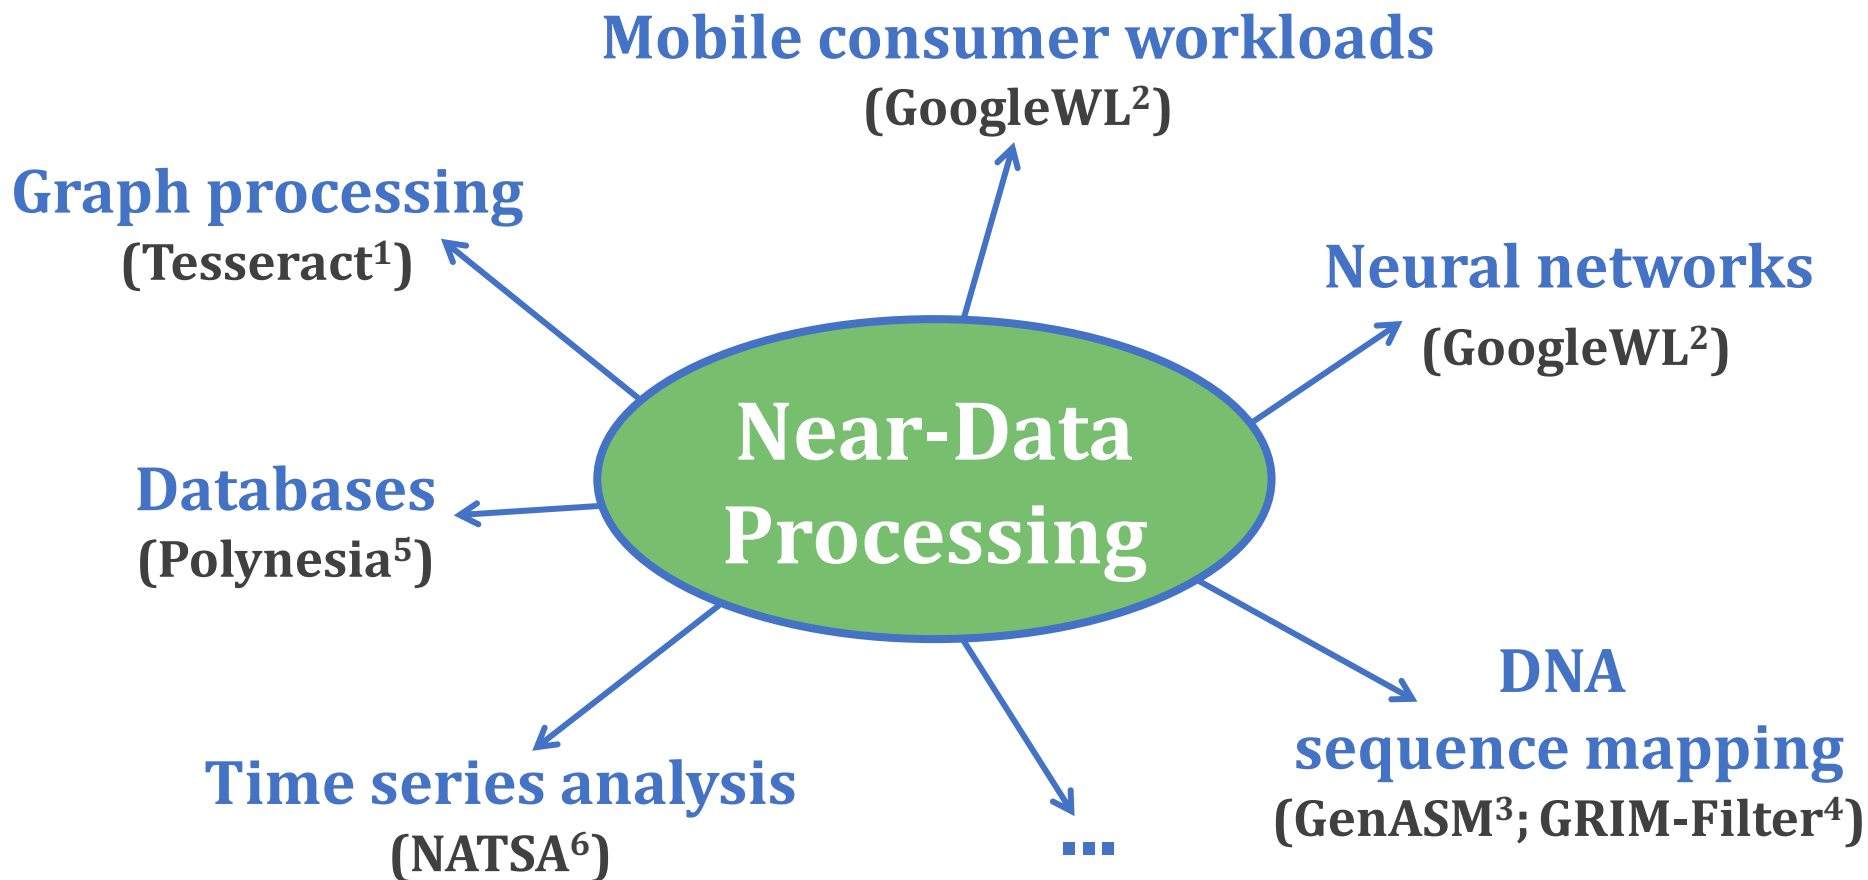 Mobile consumer workloads
(GoogleWL²)
Graph processing
(Tesseract¹)
Neural networks
(GoogleWL²)
Near-Data
Processing
Databases
(Polynesia⁵)
DNA
sequence mapping
(GenASM³; GRIM-Filter⁴)
Time series analysis
(NATSA⁶)
...